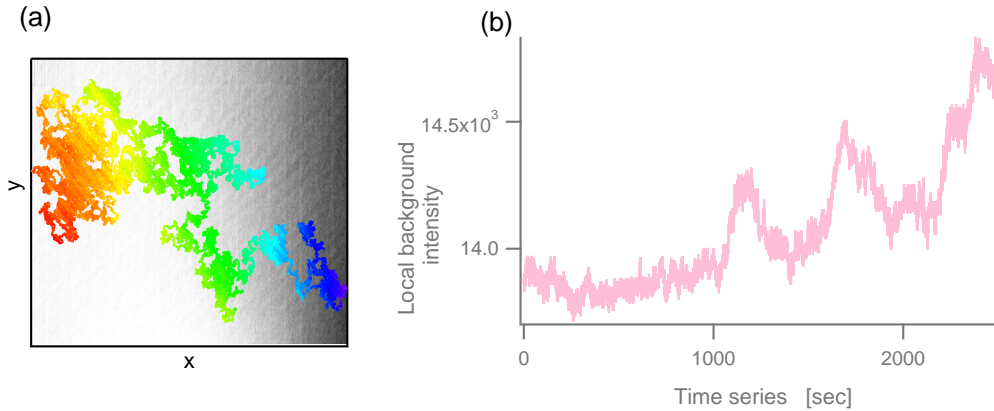 (a)
y
x
(b)
Local background
intensity
14.5x10³
14.0
0
1000
2000
Time series [sec]